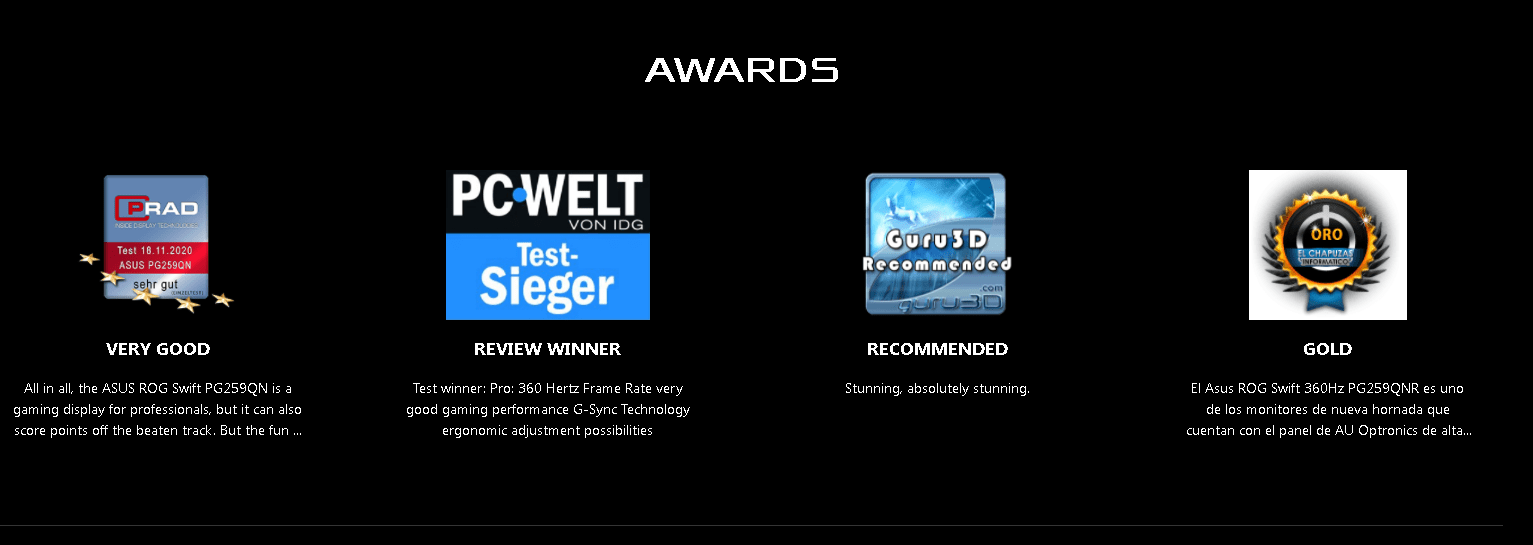 AWARDS
PRAD
INSIDE DISPLAY TECHNOLOGIES
Test 18.11.2020
ASUS PG259QN
sehr gut
(EINZELTEST)
VERY GOOD
All in all, the ASUS ROG Swift PG259QN is a
gaming display for professionals, but it can also
score points off the beaten track. But the fun ...
PC WELT
VON IDG
Test-
Sieger
REVIEW WINNER
Test winner: Pro: 360 Hertz Frame Rate very
good gaming performance G-Sync Technology
ergonomic adjustment possibilities
Guru3D
Recommended
.com
guru3D
RECOMMENDED
Stunning, absolutely stunning.
ORO
EL CHAPUZAS
INFORMÁTICO
GOLD
El Asus ROG Swift 360Hz PG259QNR es uno
de los monitores de nueva hornada que
cuentan con el panel de AU Optronics de alta...